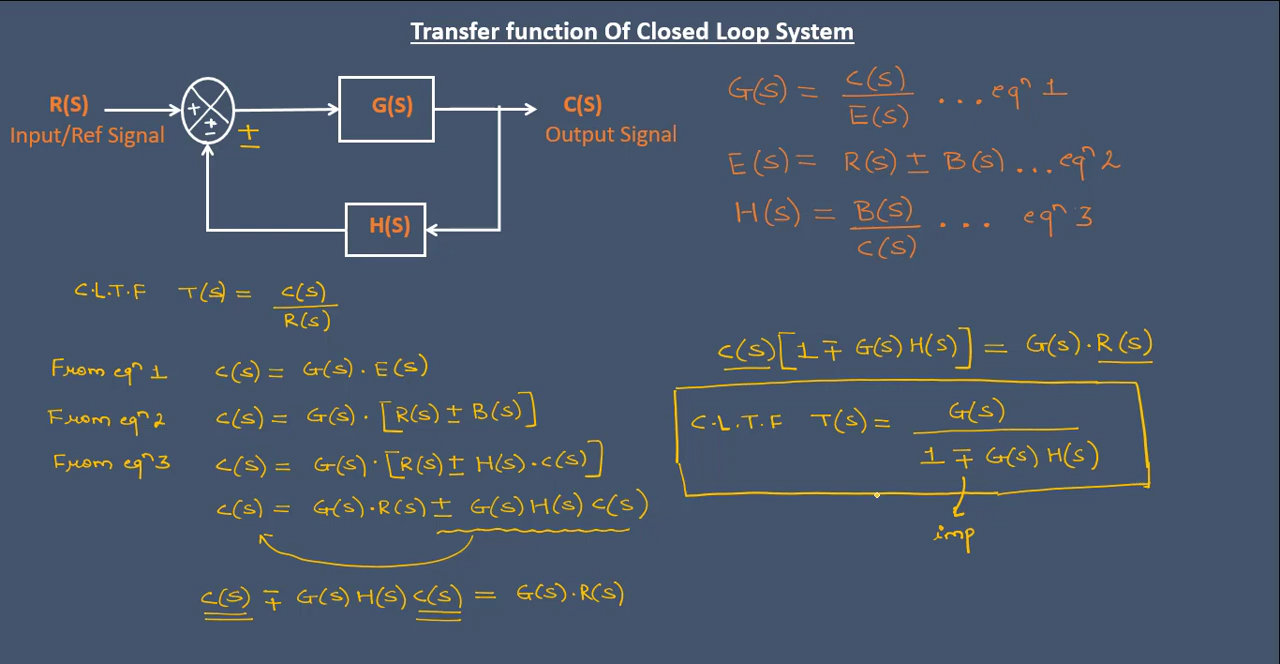 Transfer function Of Closed Loop System
R(S)
Input/Ref Signal
+
±
±
G(S)
C(S)
Output Signal
H(S)
G(s) = C(s) / E(s) ... eqⁿ 1
E(s) = R(s) ± B(s) ... eqⁿ 2
H(s) = B(s) / C(s) ... eqⁿ 3
C.L.T.F T(s) = C(s) / R(s)
From eqⁿ 1 C(s) = G(s) · E(s)
From eqⁿ 2 C(s) = G(s) · [R(s) ± B(s)]
From eqⁿ 3 C(s) = G(s) · [R(s) ± H(s) · C(s)]
C(s) = G(s) · R(s) ± G(s) H(s) C(s)
C(s) ∓ G(s) H(s) C(s) = G(s) · R(s)
C(s) [1 ∓ G(s) H(s)] = G(s) · R(s)
C.L.T.F T(s) = G(s) / 1 ∓ G(s) H(s)
imp